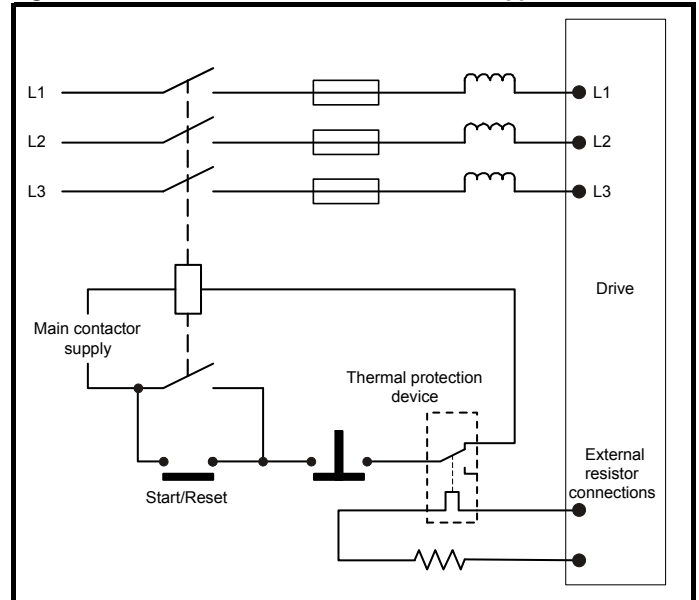 L1
L1
L2
L2
L3
L3
Drive
Main contactor
supply
Thermal protection
device
External
resistor
connections
Start/Reset